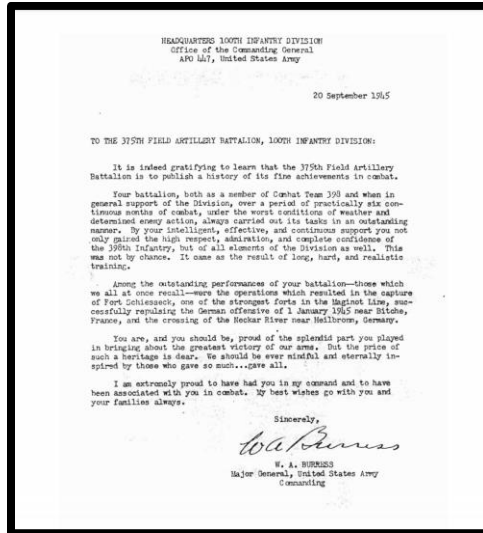 HEADQUARTERS 100TH INFANTRY DIVISION
Office of the Commanding General
APO 447, United States Army
20 September 1945
TO THE 375TH FIELD ARTILLERY BATTALION, 100TH INFANTRY DIVISION:
It is indeed gratifying to learn that the 375th Field Artillery
Battalion is to publish a history of its fine achievements in combat.
Your battalion, both as a member of Combat Team 398 and when in
general support of the Division, over a period of practically six con-
tinuous months of combat, under the worst conditions of weather and
determined enemy action, always carried out its tasks in an outstanding
manner. By your intelligent, effective, and continuous support you not
only gained the high respect, admiration, and complete confidence of
the 398th Infantry, but of all elements of the Division as well. This
was not by chance. It came as the result of long, hard, and realistic
training.
Among the outstanding performances of your battalion--those which
we all at once recall--were the operations which resulted in the capture
of Fort Schiesseck, one of the strongest forts in the Maginot Line, suc-
cessfully repulsing the German offensive of 1 January 1945 near Bitche,
France, and the crossing of the Neckar River near Heilbronn, Germany.
You are, and you should be, proud of the splendid part you played
in bringing about the greatest victory of our arms. But the price of
such a heritage is dear. We should be ever mindful and eternally in-
spired by those who gave so much...gave all.
I am extremely proud to have had you in my command and to have
been associated with you in combat. My best wishes go with you and
your families always.
Sincerely,
W A Burress
W. A. BURRESS
Major General, United States Army
Commanding